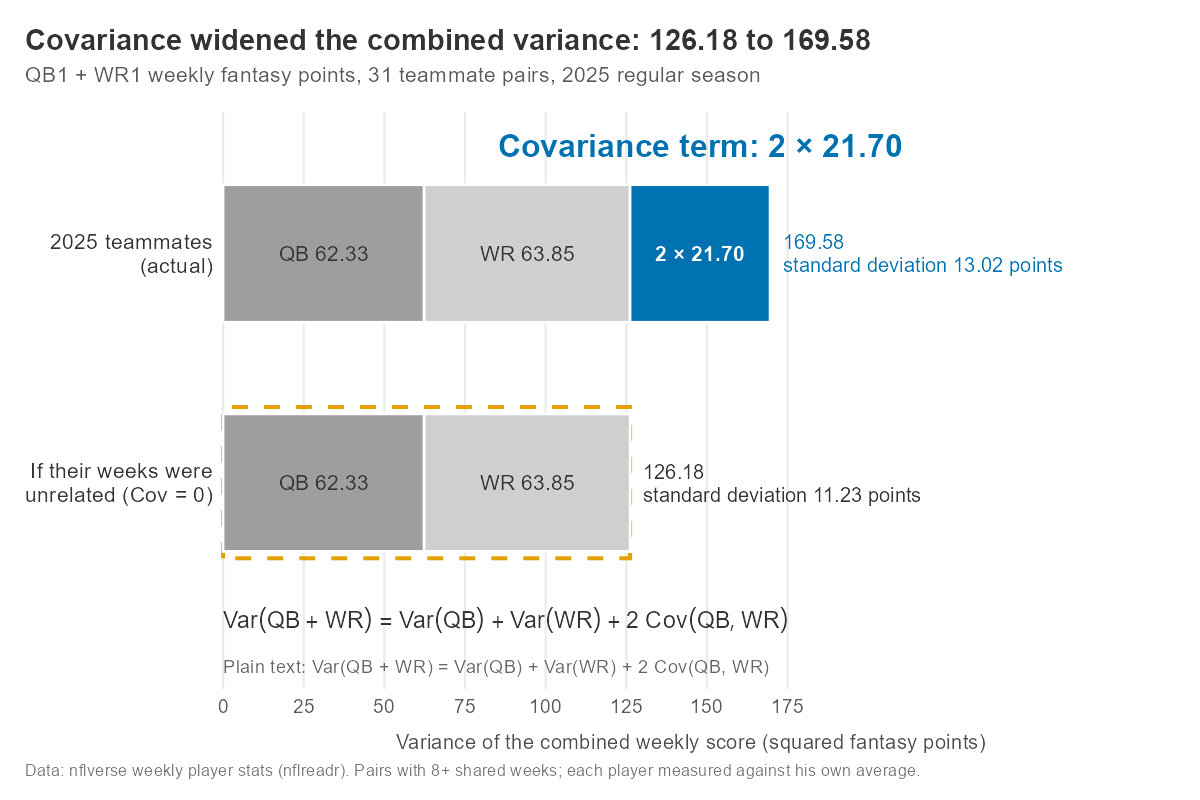 Covariance widened the combined variance: 126.18 to 169.58
QB1 + WR1 weekly fantasy points, 31 teammate pairs, 2025 regular season
Covariance term: 2 × 21.70
2025 teammates
(actual)
QB 62.33
WR 63.85
2 × 21.70
169.58
standard deviation 13.02 points
If their weeks were
unrelated (Cov = 0)
QB 62.33
WR 63.85
126.18
standard deviation 11.23 points
Var(QB + WR) = Var(QB) + Var(WR) + 2 Cov(QB, WR)
Plain text: Var(QB + WR) = Var(QB) + Var(WR) + 2 Cov(QB, WR)
0 25 50 75 100 125 150 175
Variance of the combined weekly score (squared fantasy points)
Data: nflverse weekly player stats (nflreadr). Pairs with 8+ shared weeks; each player measured against his own average.